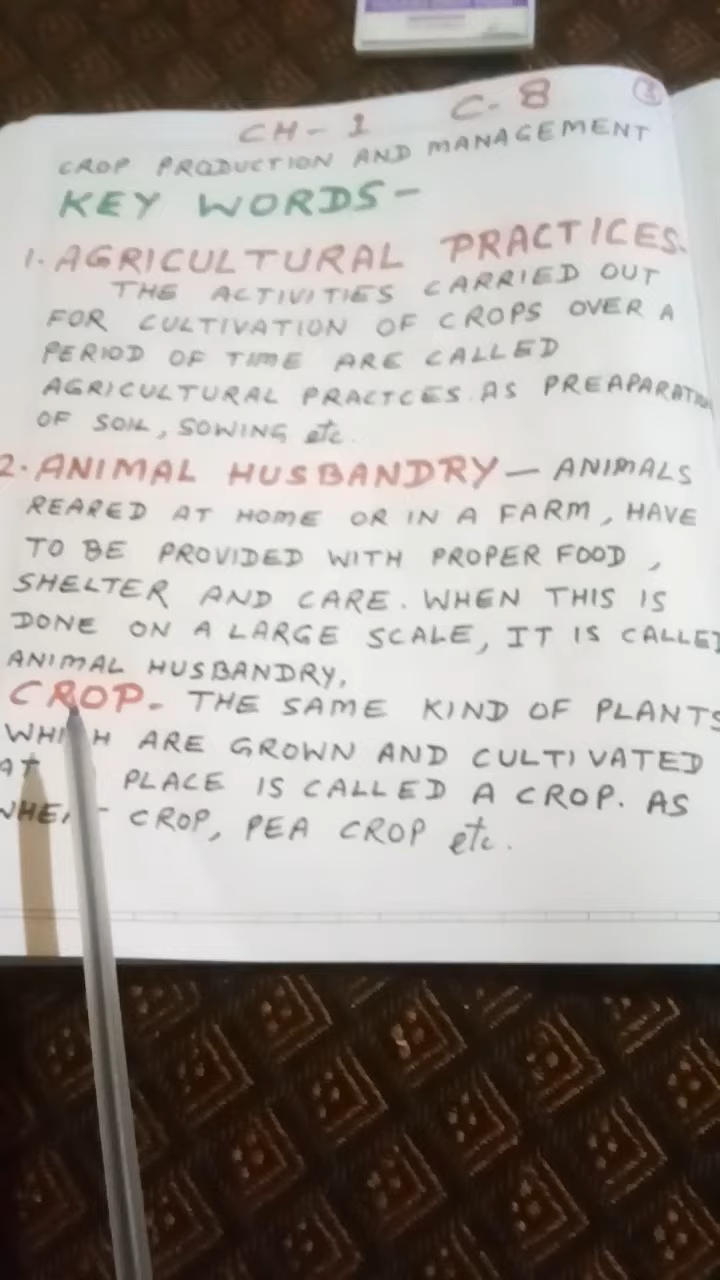 CH-1 C-8 3
CROP PRODUCTION AND MANAGEMENT
KEY WORDS-
1. AGRICULTURAL PRACTICES.
THE ACTIVITIES CARRIED OUT
FOR CULTIVATION OF CROPS OVER A
PERIOD OF TIME ARE CALLED
AGRICULTURAL PRACTCES. AS PREAPARATION
OF SOIL, SOWING etc.
2. ANIMAL HUSBANDRY - ANIMALS
REARED AT HOME OR IN A FARM, HAVE
TO BE PROVIDED WITH PROPER FOOD,
SHELTER AND CARE. WHEN THIS IS
DONE ON A LARGE SCALE, IT IS CALLED
ANIMAL HUSBANDRY.
CROP- THE SAME KIND OF PLANTS
WHICH ARE GROWN AND CULTIVATED
AT PLACE IS CALLED A CROP. AS
CROP, PEA CROP etc.